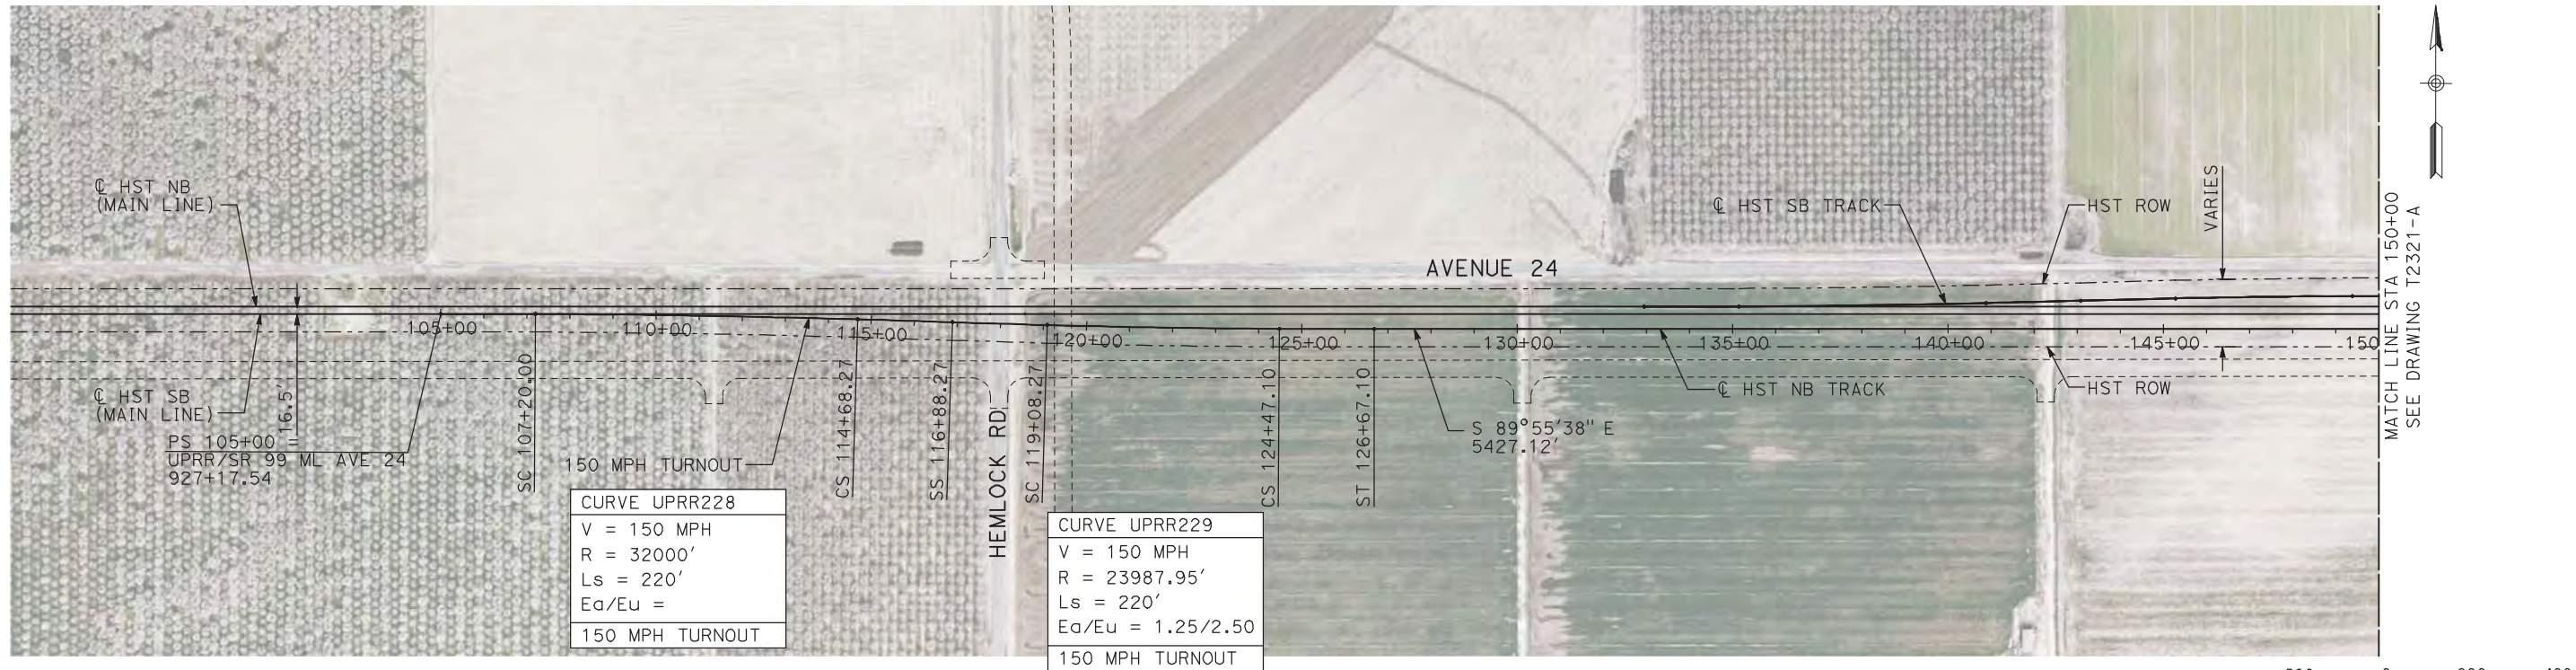 ℄ HST NB
(MAIN LINE)
℄ HST SB
(MAIN LINE)
16.5'
PS 105+00 =
UPRR/SR 99 ML AVE 24
927+17.54
105+00
110+00
115+00
120+00
125+00
130+00
135+00
140+00
145+00
150
SC 107+20.00
150 MPH TURNOUT
CS 114+68.27
SS 116+88.27
HEMLOCK RD
SC 119+08.27
CS 124+47.10
ST 126+67.10
AVENUE 24
S 89°55'38" E
5427.12'
℄ HST SB TRACK
℄ HST NB TRACK
HST ROW
HST ROW
VARIES
MATCH LINE STA 150+00
SEE DRAWING T2321-A
CURVE UPRR228
V = 150 MPH
R = 32000'
Ls = 220'
Ea/Eu =
150 MPH TURNOUT
CURVE UPRR229
V = 150 MPH
R = 23987.95'
Ls = 220'
Ea/Eu = 1.25/2.50
150 MPH TURNOUT